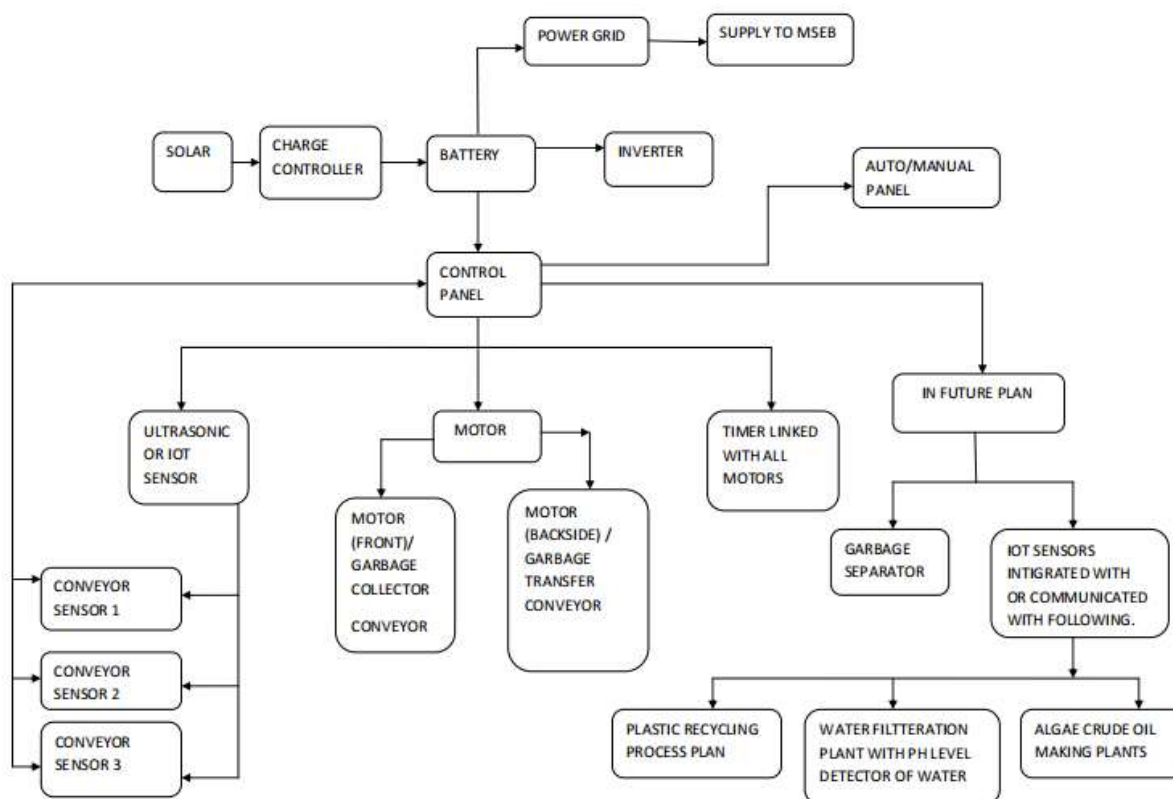 POWER GRID
SUPPLY TO MSEB
SOLAR
CHARGE
CONTROLLER
BATTERY
INVERTER
AUTO/MANUAL
PANEL
CONTROL
PANEL
ULTRASONIC
OR IOT
SENSOR
MOTOR
TIMER LINKED
WITH ALL
MOTORS
IN FUTURE PLAN
MOTOR
(FRONT)/
GARBAGE
COLLECTOR
CONVEYOR
MOTOR
(BACKSIDE) /
GARBAGE
TRANSFER
CONVEYOR
GARBAGE
SEPARATOR
IOT SENSORS
INTIGRATED WITH
OR COMMUNICATED
WITH FOLLOWING.
CONVEYOR
SENSOR 1
CONVEYOR
SENSOR 2
CONVEYOR
SENSOR 3
PLASTIC RECYCLING
PROCESS PLAN
WATER FILTTERATION
PLANT WITH PH LEVEL
DETECTOR OF WATER
ALGAE CRUDE OIL
MAKING PLANTS